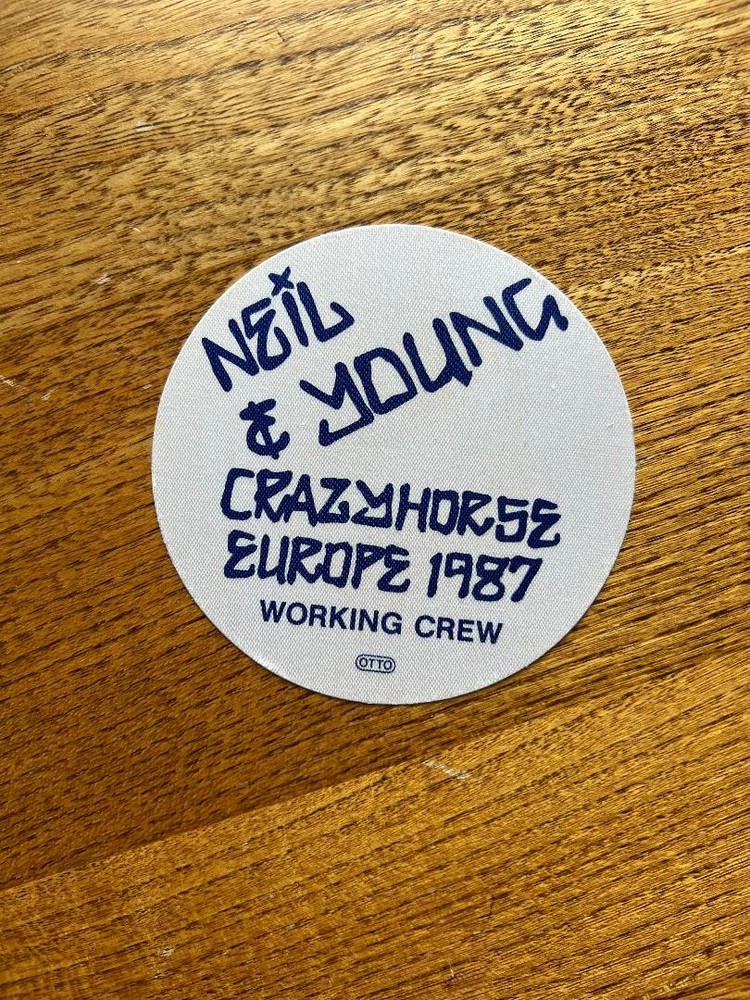 NEIL
& YOUNG
CRAZYHORSE
EUROPE 1987
WORKING CREW
OTTO